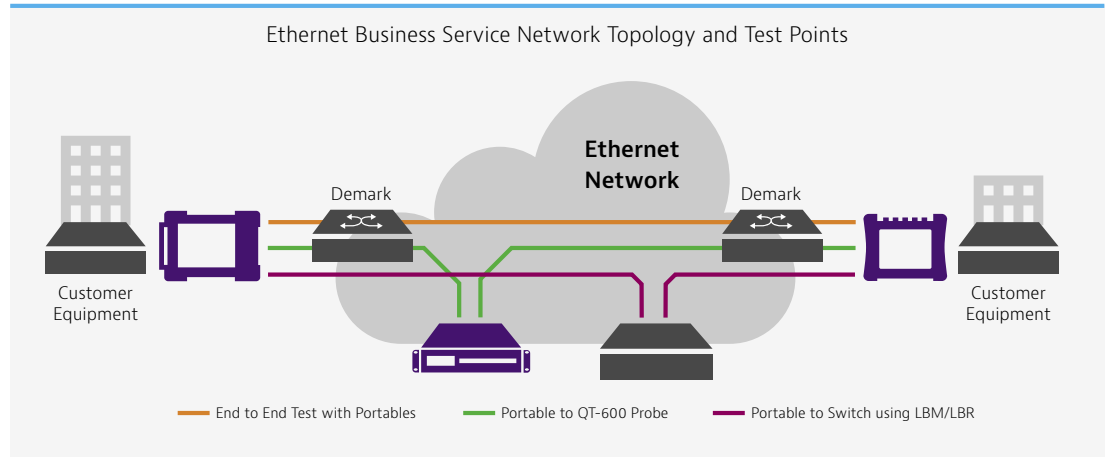 Ethernet Business Service Network Topology and Test Points
Ethernet
Network
Demark
Demark
Customer
Equipment
Customer
Equipment
End to End Test with Portables
Portable to QT-600 Probe
Portable to Switch using LBM/LBR